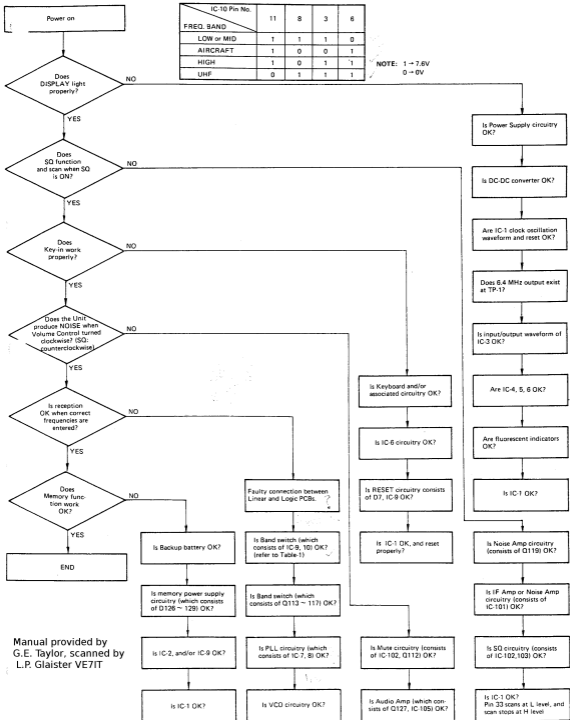 Power on
IC-10 Pin No.
FREQ. BAND
11 8 3 6
LOW or MID 1 1 1 0
AIRCRAFT 1 0 0 1
HIGH 1 0 1 1
UHF 0 1 1 1
NOTE: 1→7.6V
0→0V
Does
DISPLAY light
properly?
NO
YES
Does
SQ function
and scan when SQ
is ON?
NO
YES
Does
Key-in work
properly?
NO
YES
Does the Unit
produce NOISE when
Volume Control turned
clockwise? (SQ:
counterclockwise)
NO
YES
Is reception
OK when correct
frequencies are
entered?
NO
YES
Does
Memory func-
tion work
OK?
NO
YES
END
Is Backup battery OK?
Is memory power supply
circuitry (which consists
of D126 ~ 129) OK?
Is IC-2, and/or IC-9 OK?
Is IC-1 OK?
Faulty connection between
Linear and Logic PCBs.
?
Is Band switch (which
consists of IC-9, 10) OK?
(refer to Table-1)
Is Band switch (which
consists of Q113 ~ 117) OK?
Is PLL circuitry (which
consists of IC-7, 8) OK?
Is VCO circuitry OK?
Is Mute circuitry (consists
of IC-102, Q112) OK?
Is Audio Amp (which con-
sists of Q127, IC-105) OK?
Is Keyboard and/or
associated circuitry OK?
Is IC-6 circuitry OK?
Is RESET circuitry consists
of D7, IC-9 OK?
Is IC-1 OK, and reset
properly?
Is Power Supply circuitry
OK?
Is DC-DC converter OK?
Are IC-1 clock oscillation
waveform and reset OK?
Does 6.4 MHz output exist
at TP-1?
Is input/output waveform of
IC-3 OK?
Are IC-4, 5, 6 OK?
Are fluorescent indicators
OK?
Is IC-1 OK?
Is Noise Amp circuitry
(consists of Q119) OK?
Is IF Amp or Noise Amp
circuitry (consists of
IC-101) OK?
Is SQ circuitry (consists
of IC-102,103) OK?
Is IC-1 OK?
Pin 33 scans at L level, and
scan stops at H level
Manual provided by
G.E. Taylor, scanned by
L.P. Glaister VE7IT